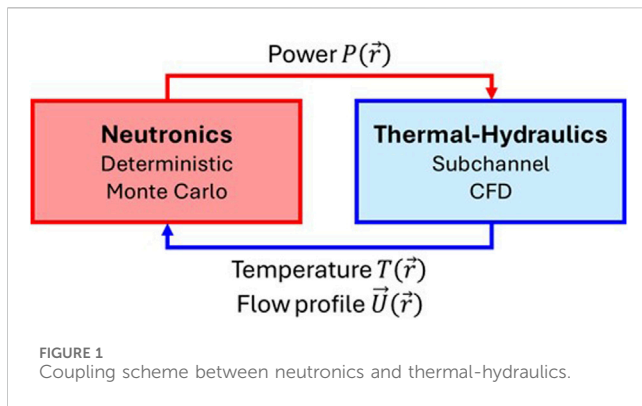 Power P(r⃗)
Neutronics
Deterministic
Monte Carlo
Thermal-Hydraulics
Subchannel
CFD
Temperature T(r⃗)
Flow profile U⃗(r⃗)
FIGURE 1
Coupling scheme between neutronics and thermal-hydraulics.